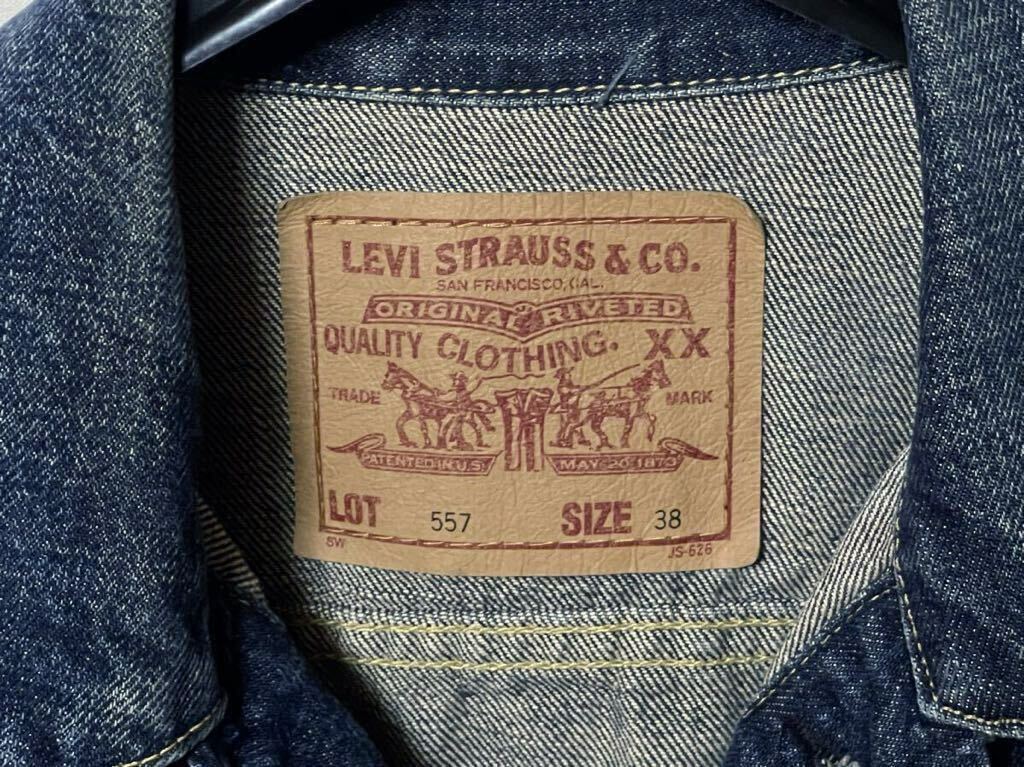 LEVI STRAUSS & CO.
SAN FRANCISCO, CAL.
ORIGINAL RIVETED
QUALITY CLOTHING. XX
TRADE MARK
PATENTED IN U.S. MAY 20 1873
LOT 557 SIZE 38
SW JS-626